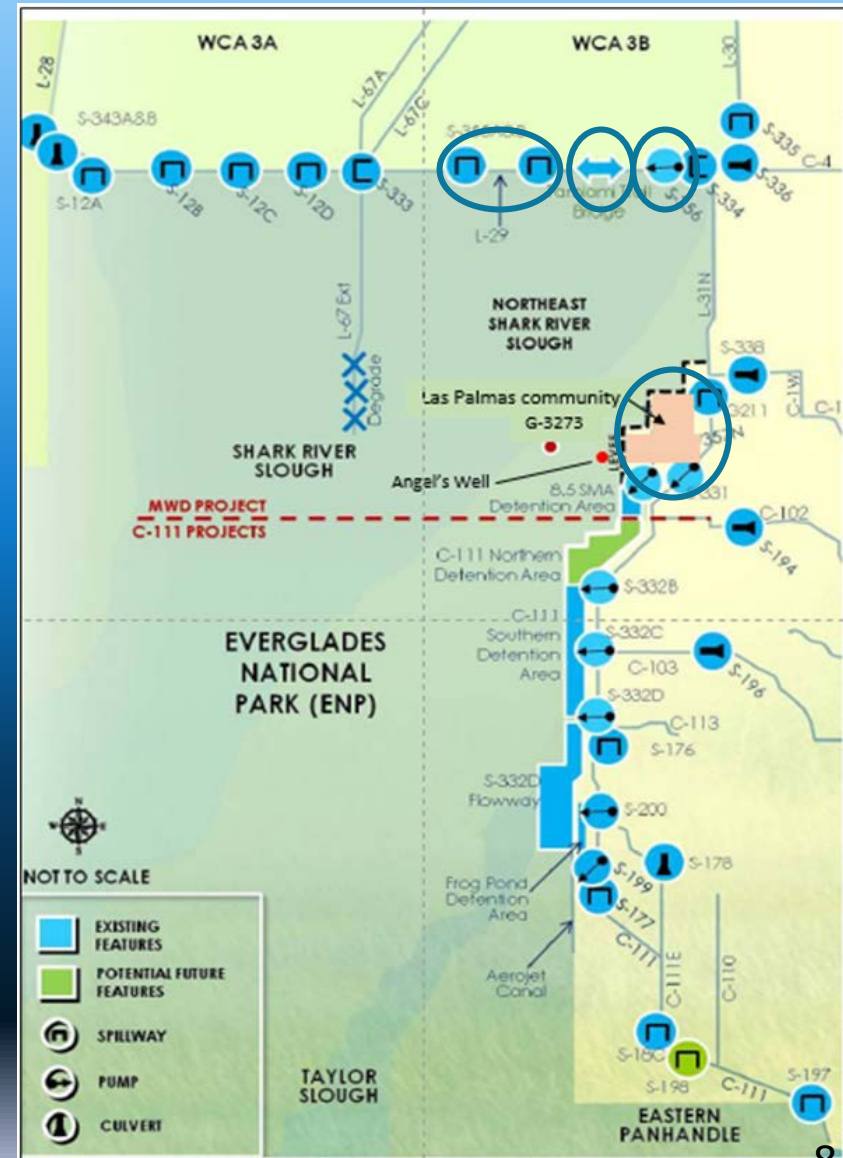 WCA 3A
WCA 3B
L-28
L-67A
L-67C
L-30
S-343A&B
S-335
C-4
S-336
S-12A
S-12B
S-12C
S-12D
S-333
Bridge
S-334
L-29
L-67 Ext
L-31N
NORTHEAST
SHARK RIVER
SLOUGH
S-338
C-1W
C-1
Degrade
Las Palmas community
G-3273
SHARK RIVER
SLOUGH
Angel's Well
8.5 SMA
Detention Area
MWD PROJECT
C-111 PROJECTS
C-102
S-194
C-111 Northern
Detention Area
S-332B
C-111
Southern
Detention
Area
S-332C
C-103
S-196
EVERGLADES
NATIONAL
PARK (ENP)
S-332D
C-113
S-176
S-332D
Flowway
S-200
N
NOT TO SCALE
S-178
S-199
Frog Pond
Detention
Area
S-177
C-111
C-111E
C-110
Aerojet
Canal
EXISTING
FEATURES
POTENTIAL FUTURE
FEATURES
SPILLWAY
PUMP
CULVERT
S-18C
S-198
C-111
S-197
TAYLOR
SLOUGH
EASTERN
PANHANDLE
8